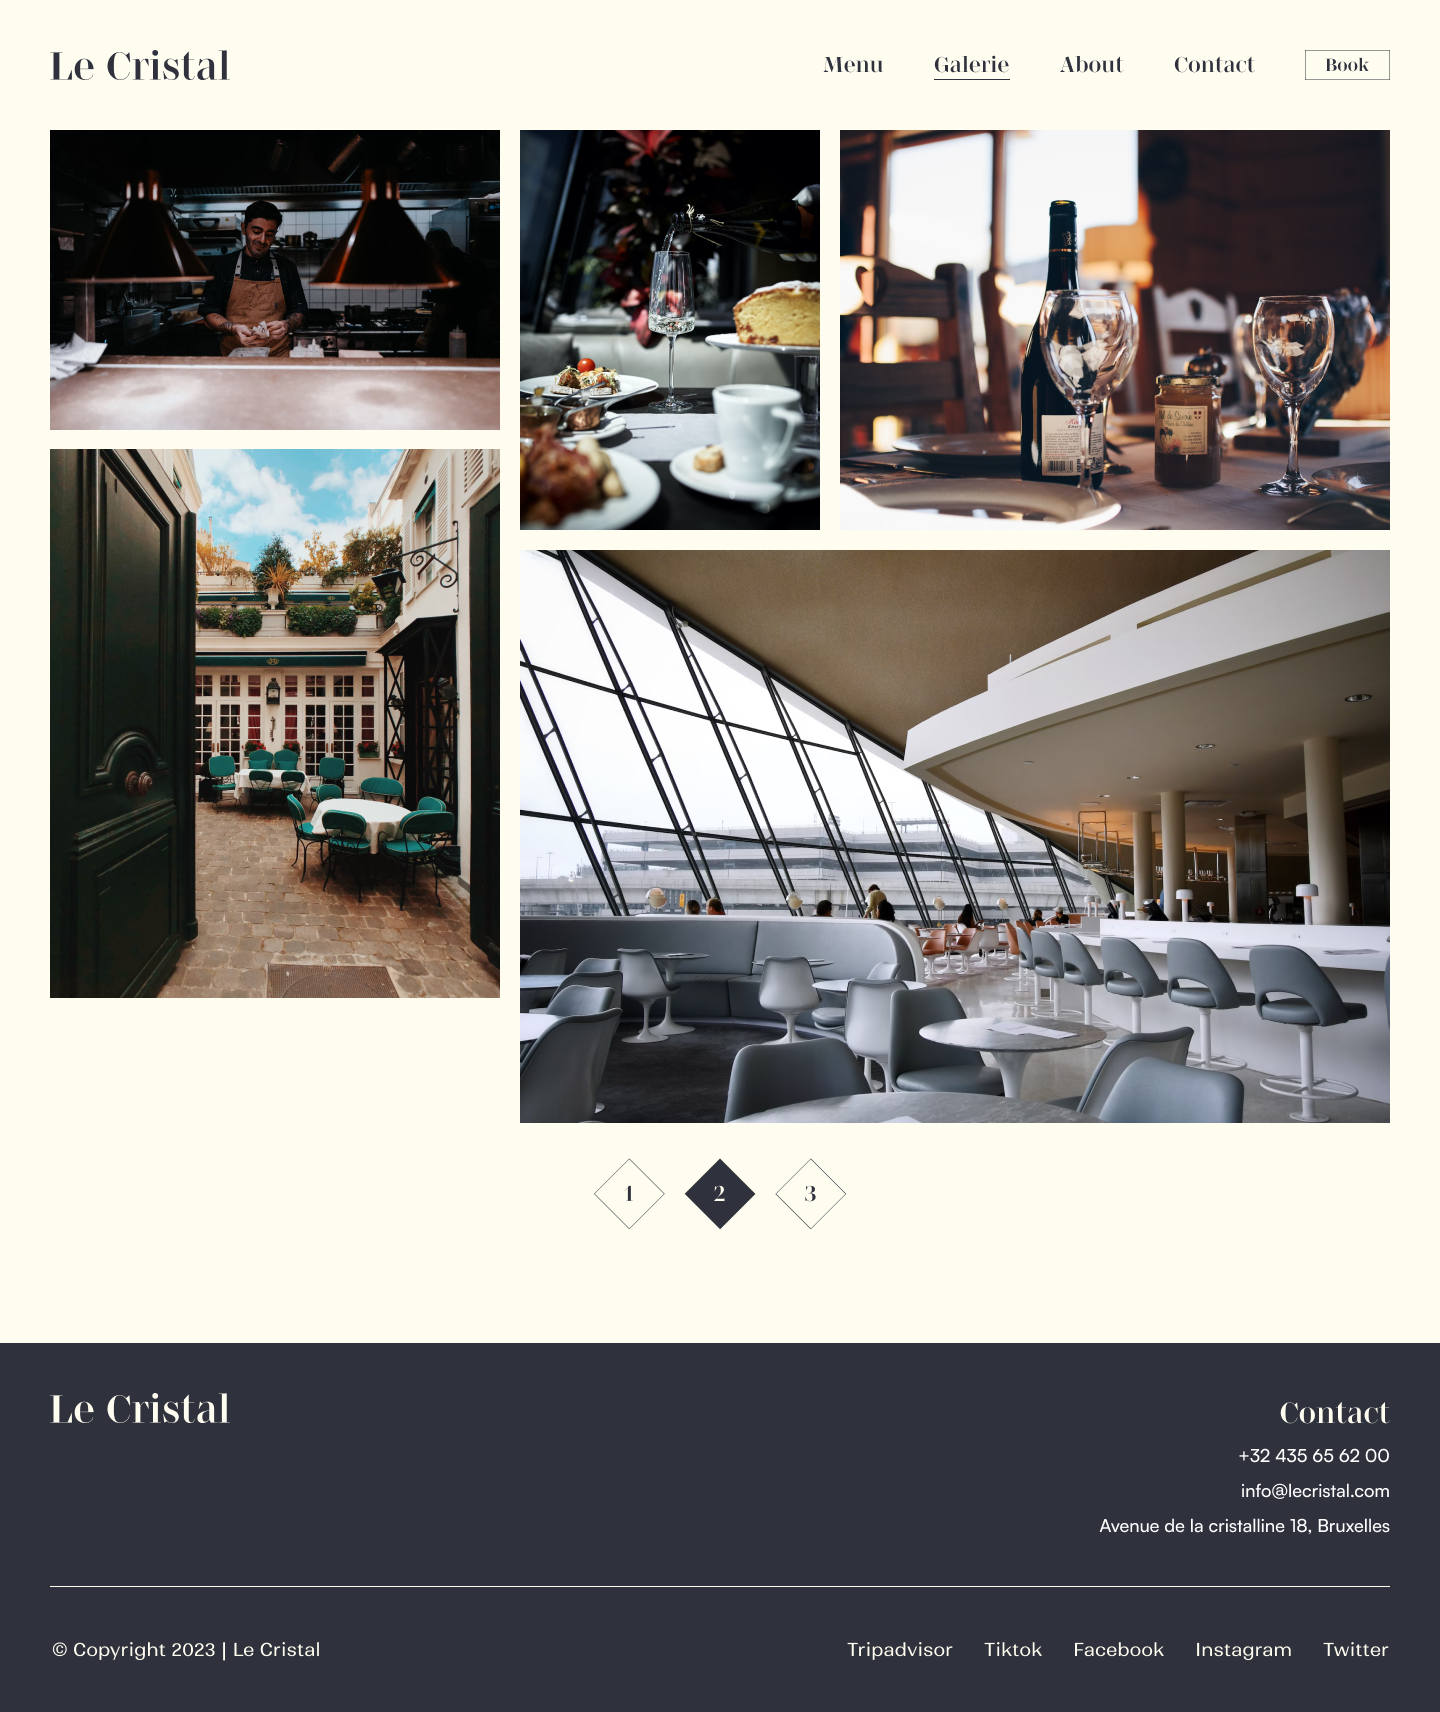 Le Cristal
Menu Galerie About Contact Book
1 2 3
Le Cristal
Contact
+32 435 65 62 00
info@lecristal.com
Avenue de la cristalline 18, Bruxelles
© Copyright 2023 | Le Cristal
Tripadvisor Tiktok Facebook Instagram Twitter